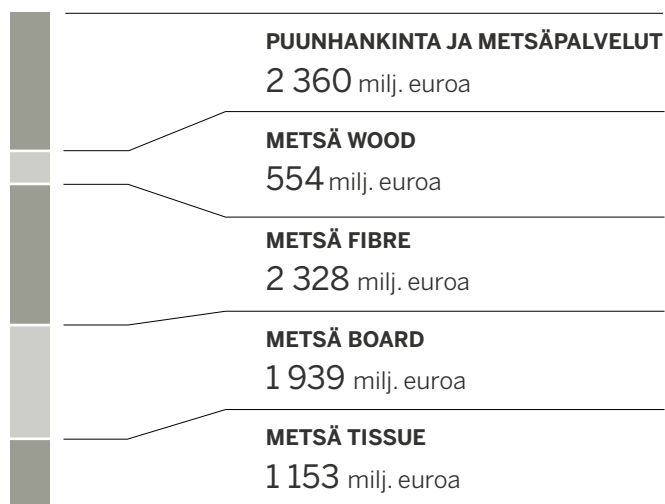 PUUNHANKINTA JA METSÄPALVELUT
2 360 milj. euroa
METSÄ WOOD
554 milj. euroa
METSÄ FIBRE
2 328 milj. euroa
METSÄ BOARD
1 939 milj. euroa
METSÄ TISSUE
1 153 milj. euroa